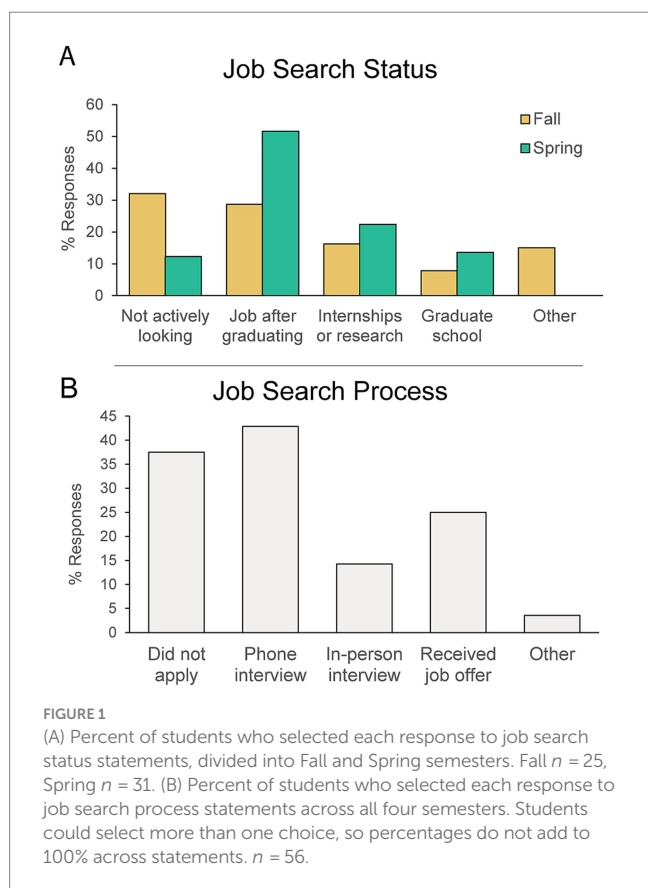 A
Job Search Status
60
50
40
30
20
10
0
% Responses
Fall
Spring
Not actively looking
Job after graduating
Internships or research
Graduate school
Other
B
Job Search Process
45
40
35
30
25
20
15
10
5
0
% Responses
Did not apply
Phone interview
In-person interview
Received job offer
Other
FIGURE 1
(A) Percent of students who selected each response to job search
status statements, divided into Fall and Spring semesters. Fall n = 25,
Spring n = 31. (B) Percent of students who selected each response to
job search process statements across all four semesters. Students
could select more than one choice, so percentages do not add to
100% across statements. n = 56.